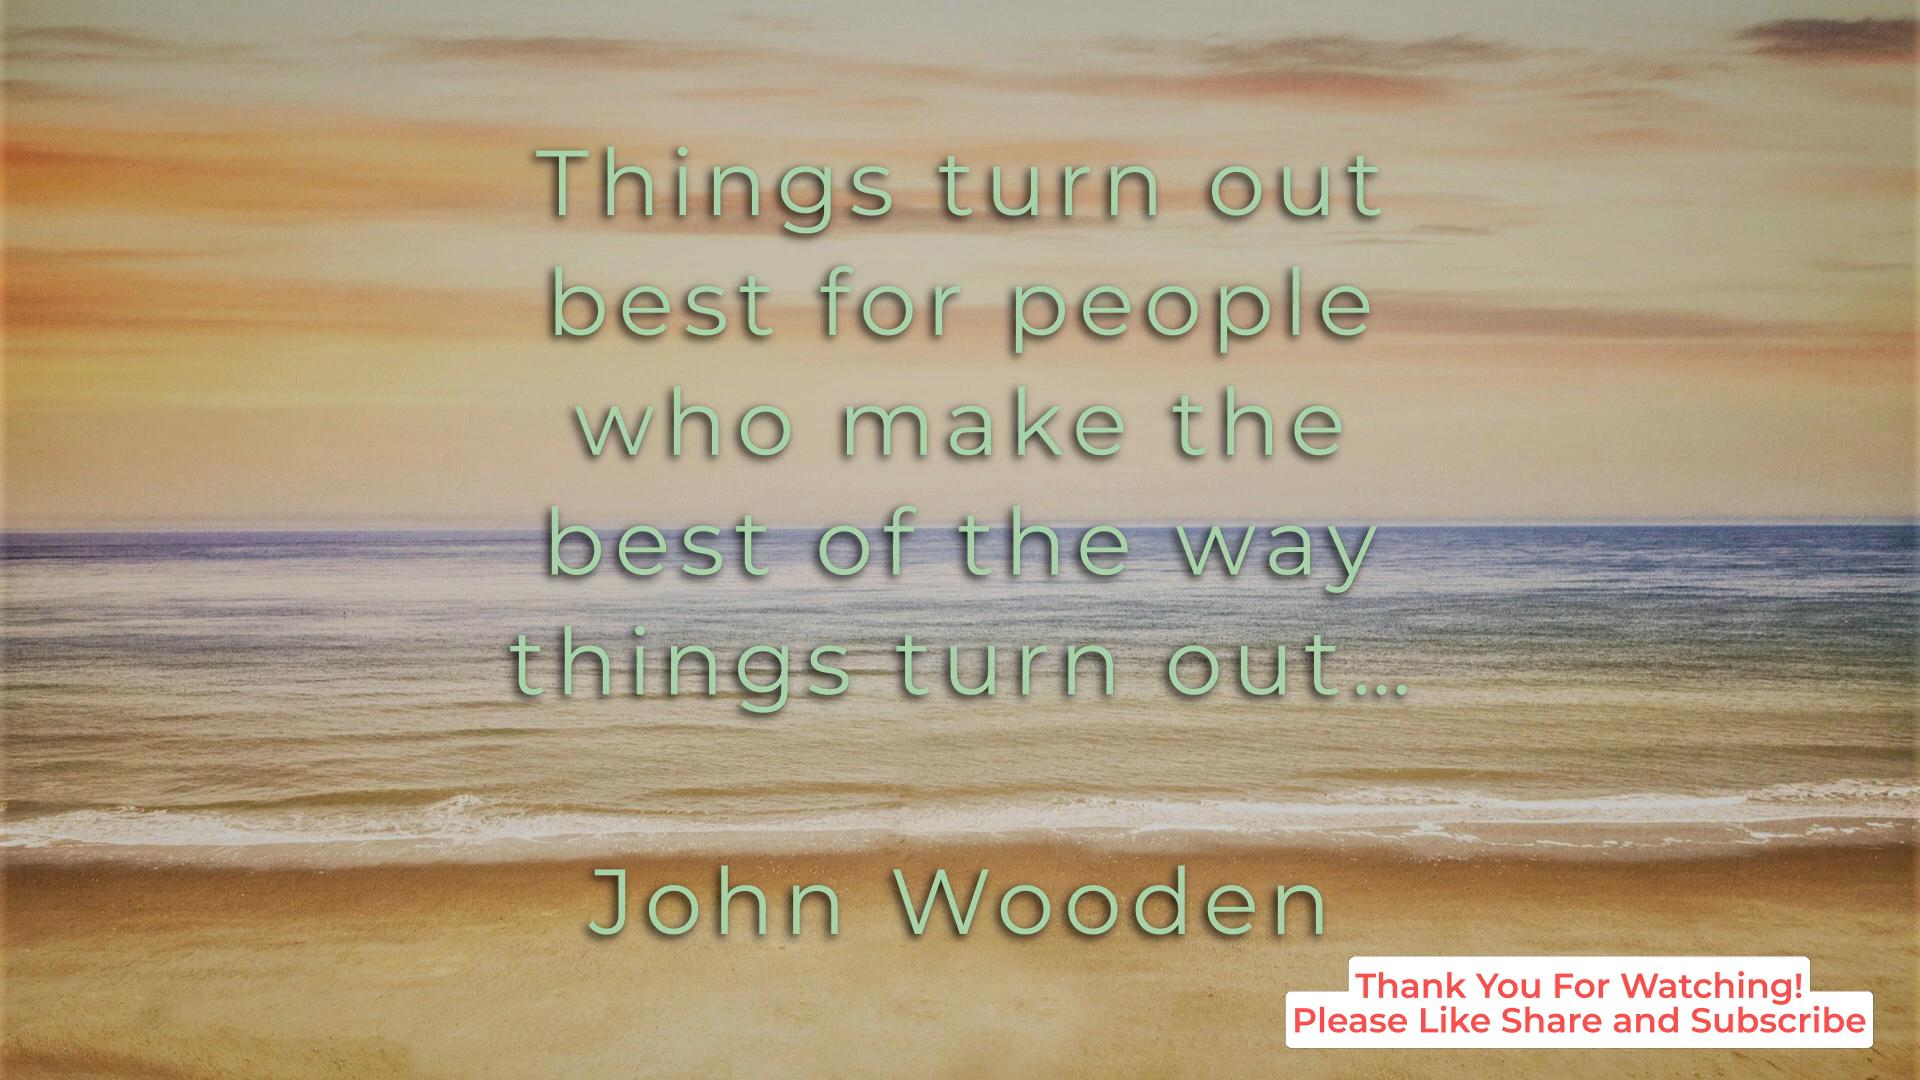 Things turn out
best for people
who make the
best of the way
things turn out...
John Wooden
Thank You For Watching!
Please Like Share and Subscribe